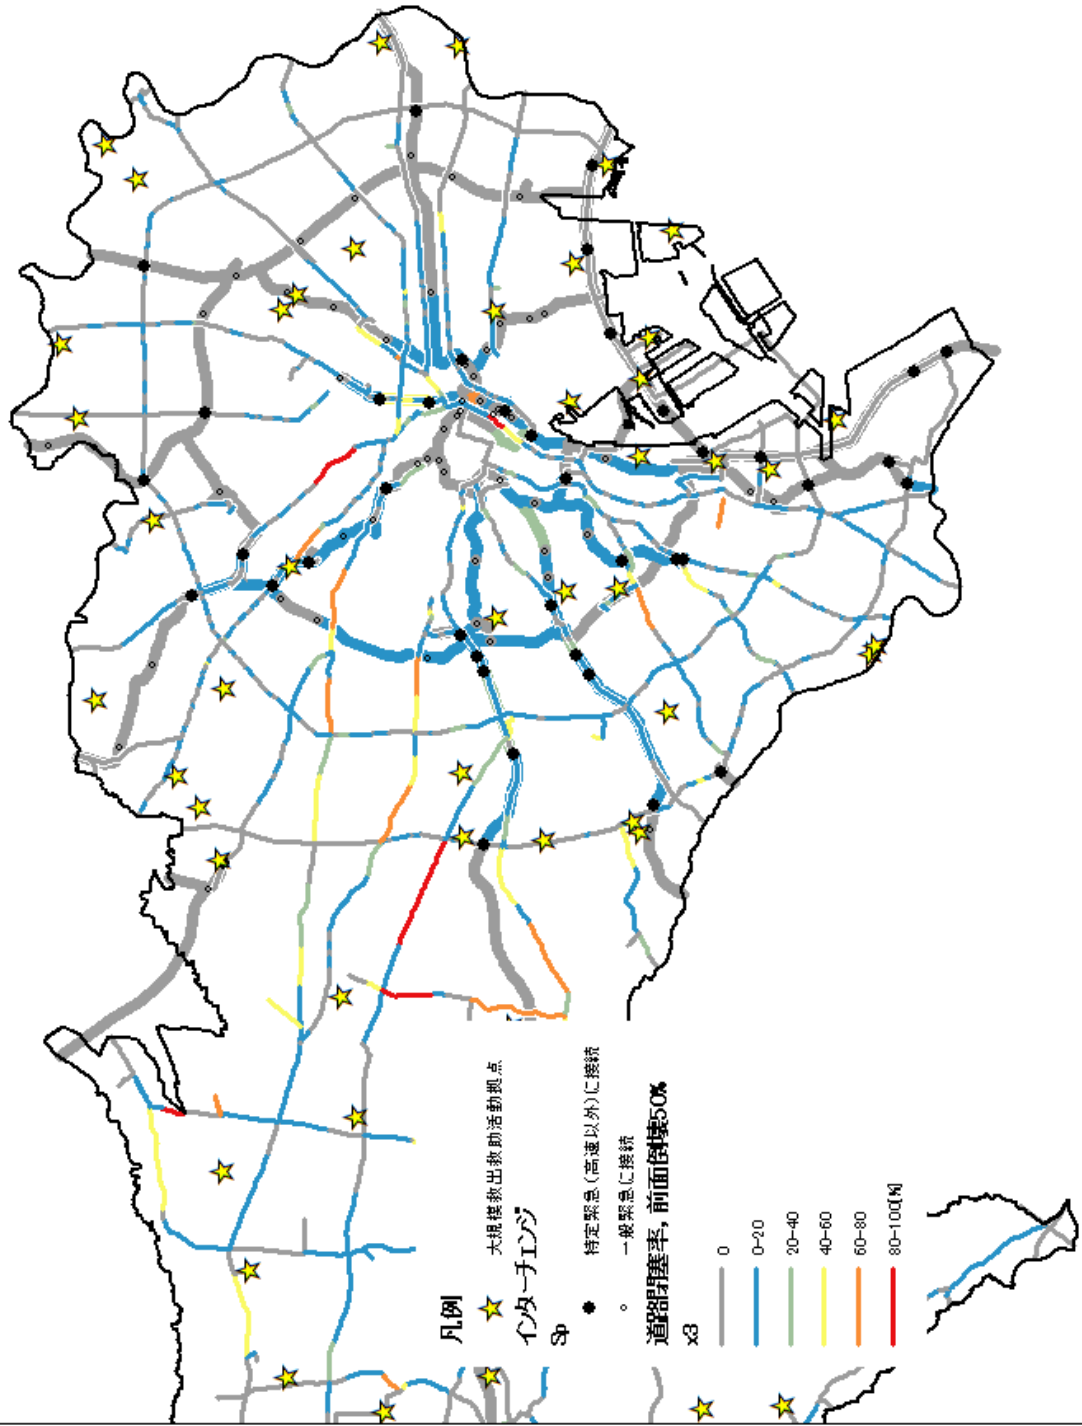 凡例
大規模救出救助活動拠点
インターチェンジ
Sp
特定緊急(高速以外)に接続
一般緊急に接続
道路閉塞率, 前面倒壊50%
x3
0
0-20
20-40
40-60
60-80
80-100[%]